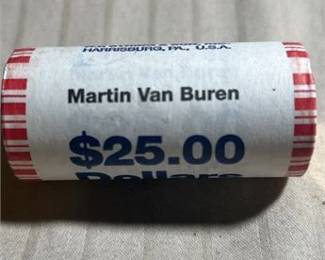 HARRISBURG, PA., U.S.A.
Martin Van Buren
$25.00
Dollars